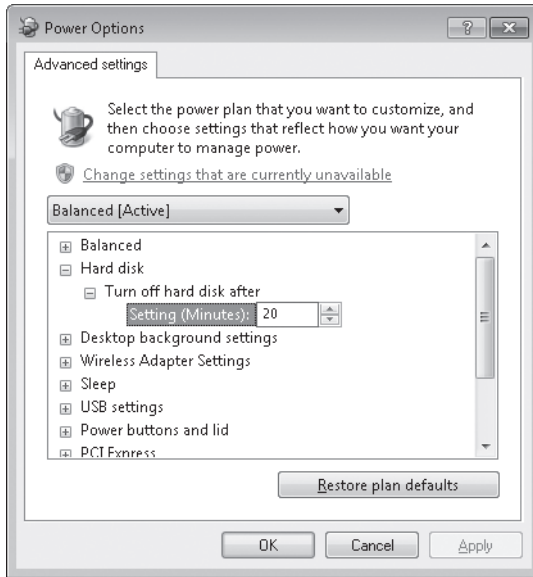 Power Options
Advanced settings
Select the power plan that you want to customize, and
then choose settings that reflect how you want your
computer to manage power.
Change settings that are currently unavailable
Balanced [Active]
Balanced
Hard disk
Turn off hard disk after
Setting (Minutes): 20
Desktop background settings
Wireless Adapter Settings
Sleep
USB settings
Power buttons and lid
PCI Express
Restore plan defaults
OK Cancel Apply